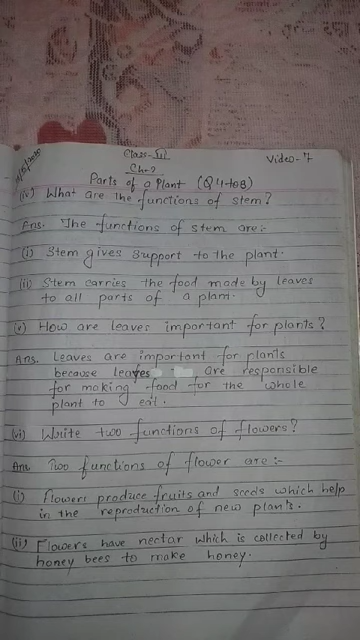 Class-III
Video-7
Ch-2
Parts of a Plant (Q4 to 8)
(iv) What are the functions of stem?
Ans. The functions of stem are:-
(i) Stem gives support to the plant.
(ii) Stem carries the food made by leaves
to all parts of a plant.
(v) How are leaves important for plants?
Ans. Leaves are important for plants
because leaves are responsible
for making food for the whole
plant to eat.
(vi) Write two functions of flowers?
Ans Two functions of flower are:-
(i) Flowers produce fruits and seeds which help
in the reproduction of new plants.
(ii) Flowers have nectar which is collected by
honey bees to make honey.